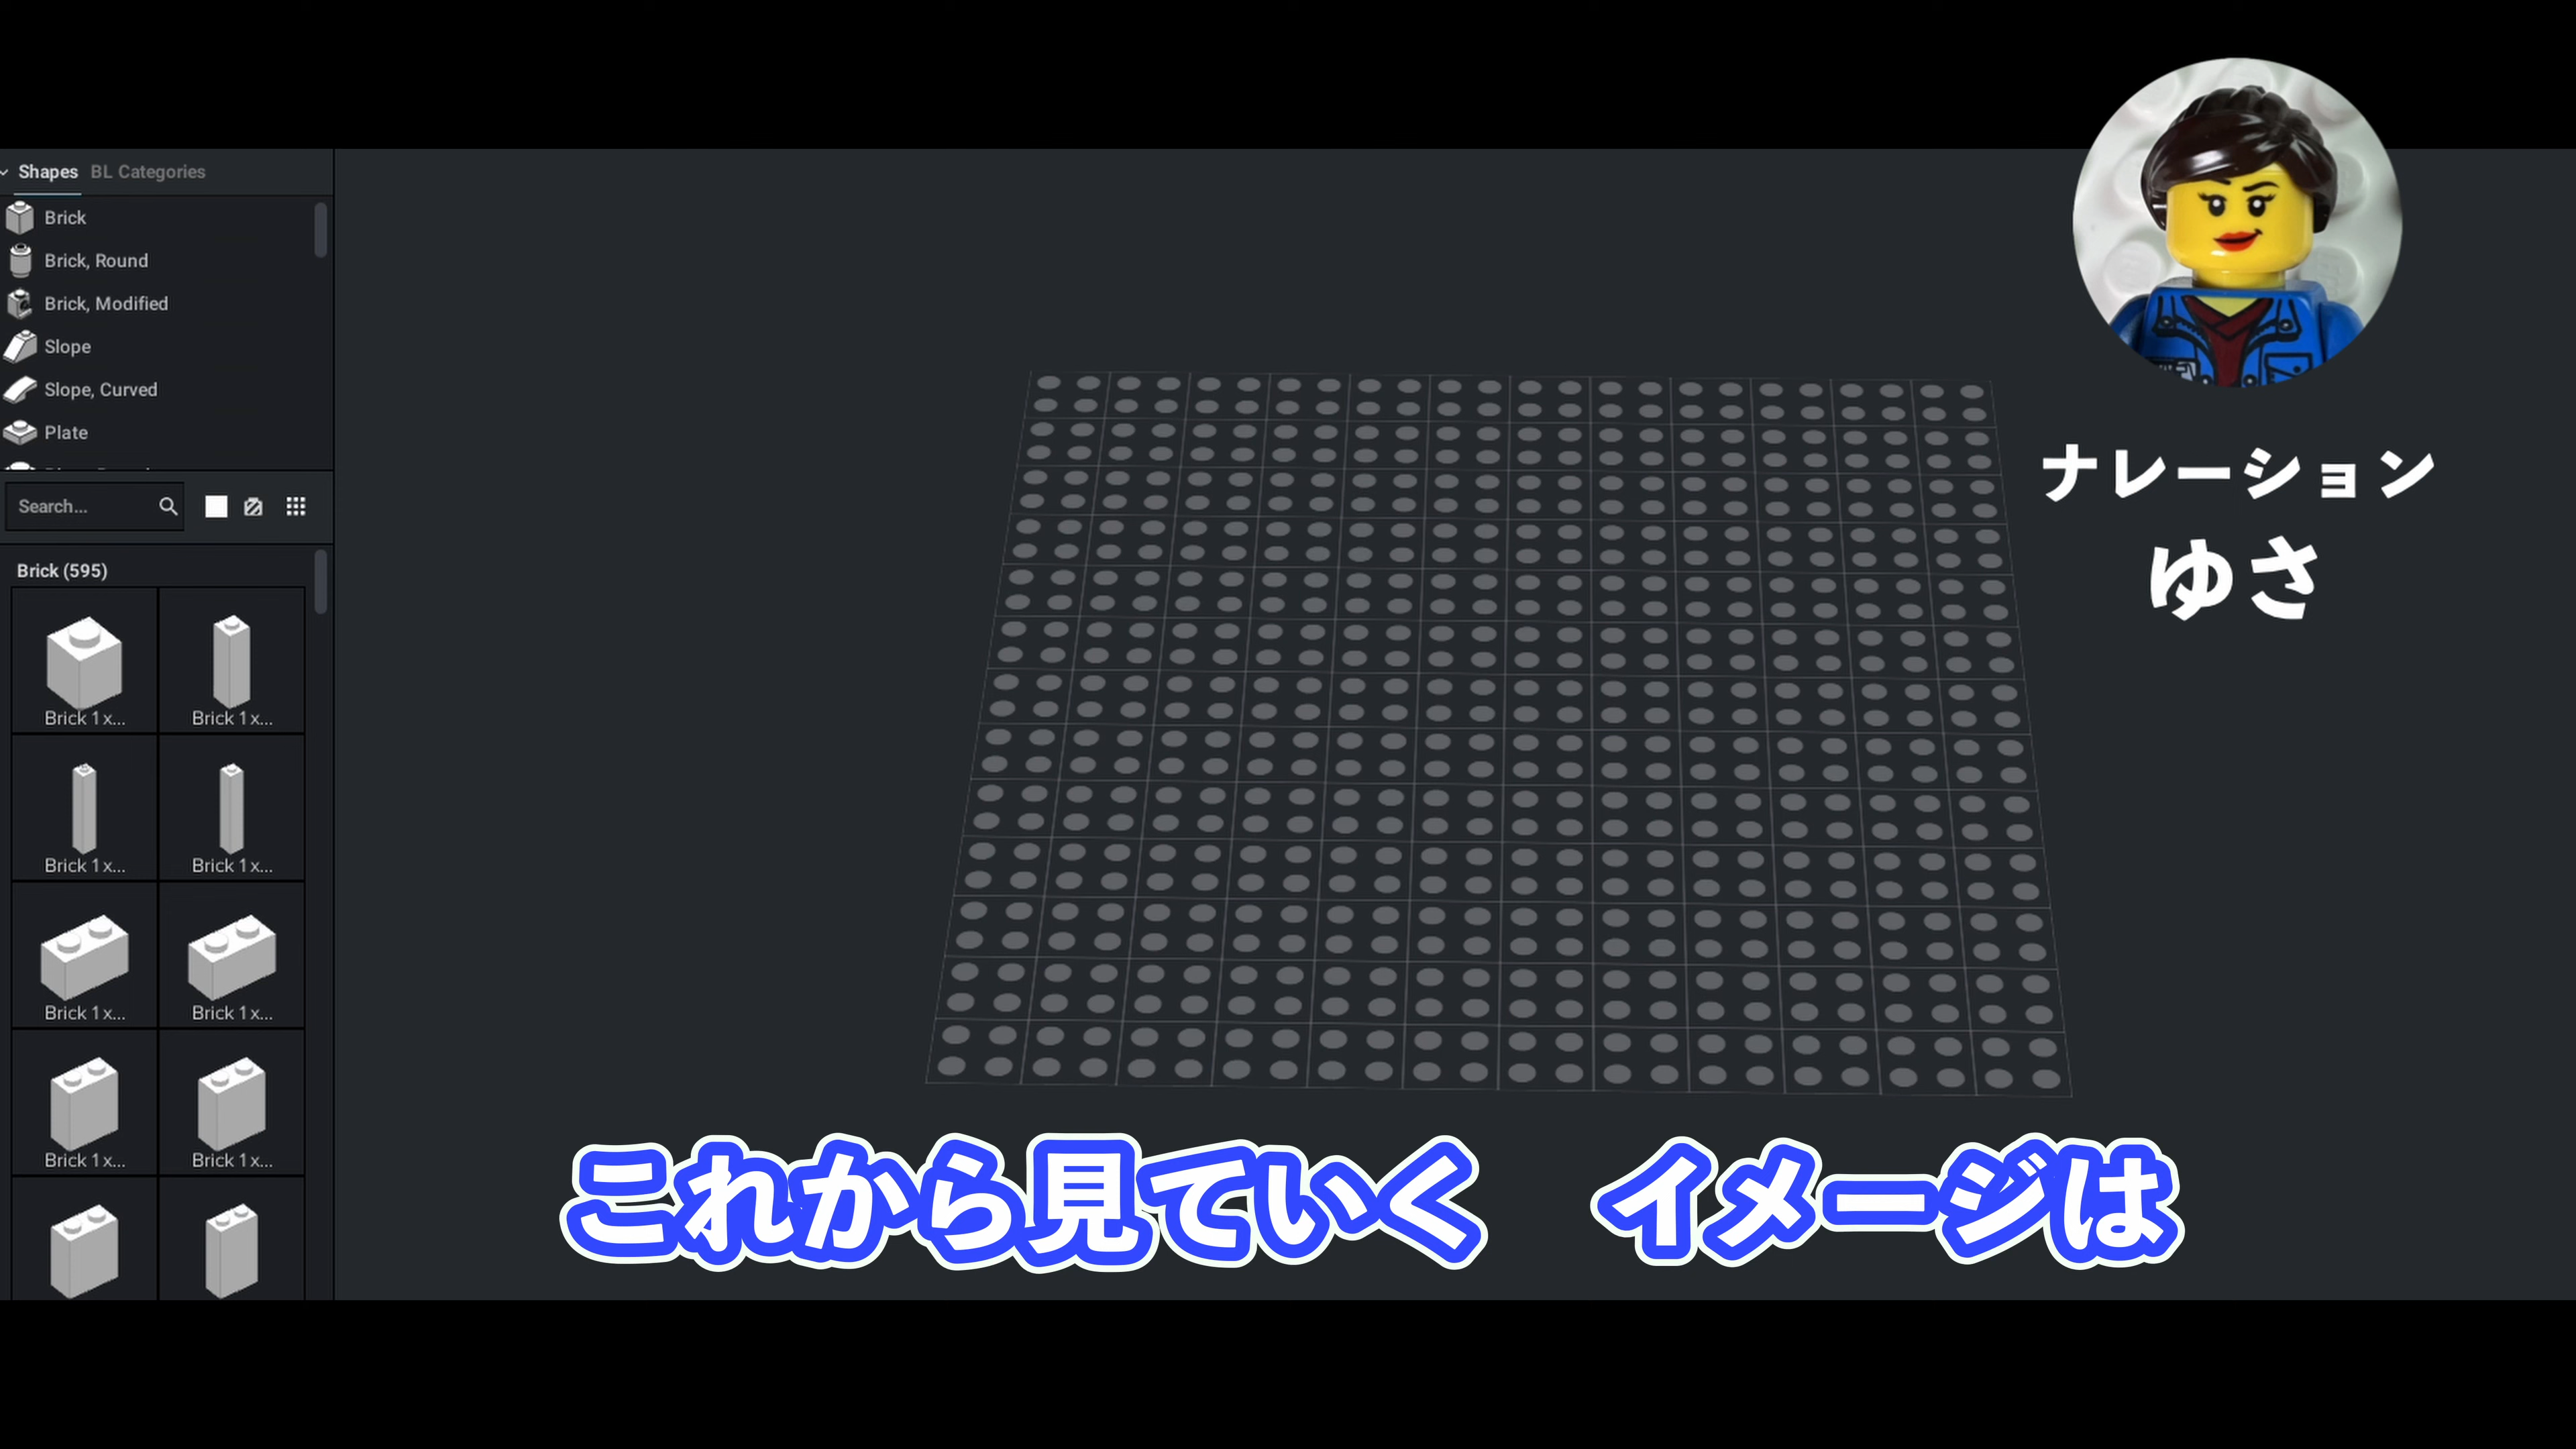 Shapes BL Categories
Brick
Brick, Round
Brick, Modified
Slope
Slope, Curved
Plate
Search...
Brick (595)
Brick 1 x... Brick 1 x...
Brick 1 x... Brick 1 x...
Brick 1 x... Brick 1 x...
Brick 1 x... Brick 1 x...
ナレーション
ゆさ
これから見ていく イメージは